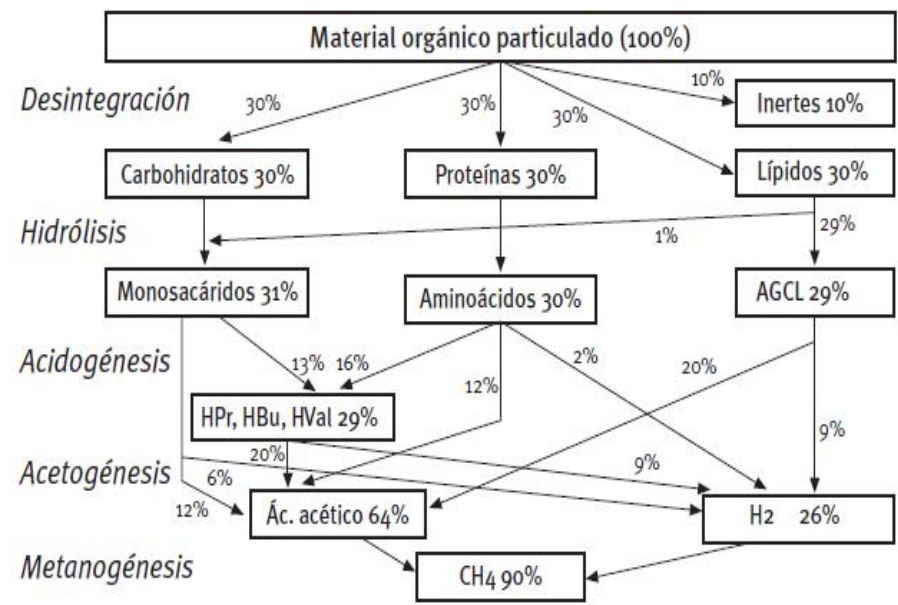 Material orgánico particulado (100%)
Desintegración
30%
30%
30%
10%
Inertes 10%
Carbohidratos 30%
Proteínas 30%
Lípidos 30%
Hidrólisis
1%
29%
Monosacáridos 31%
Aminoácidos 30%
AGCL 29%
Acidogénesis
13%
16%
12%
2%
20%
9%
HPr, HBu, HVal 29%
Acetogénesis
20%
9%
6%
12%
Ác. acético 64%
H2 26%
Metanogénesis
CH4 90%